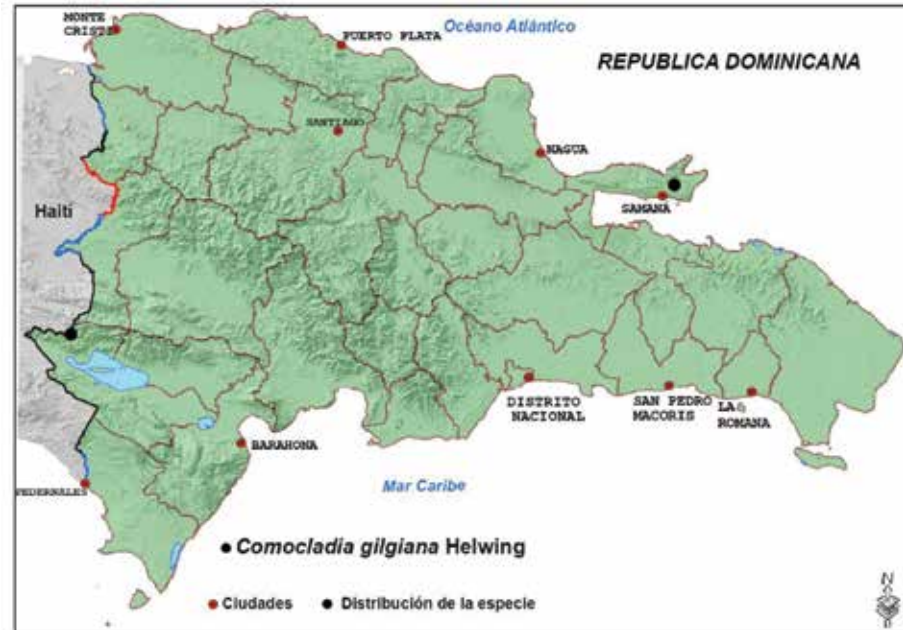 MONTE
CRISTI
PUERTO PLATA
Océano Atlántico
REPUBLICA DOMINICANA
SANTIAGO
NAGUA
SAMANA
Haití
DISTRITO
NACIONAL
SAN PEDRO
MACORIS
LA
ROMANA
BARAHONA
PEDERNALES
Mar Caribe
Comocladia gilgiana Helwing
Ciudades
Distribución de la especie
N